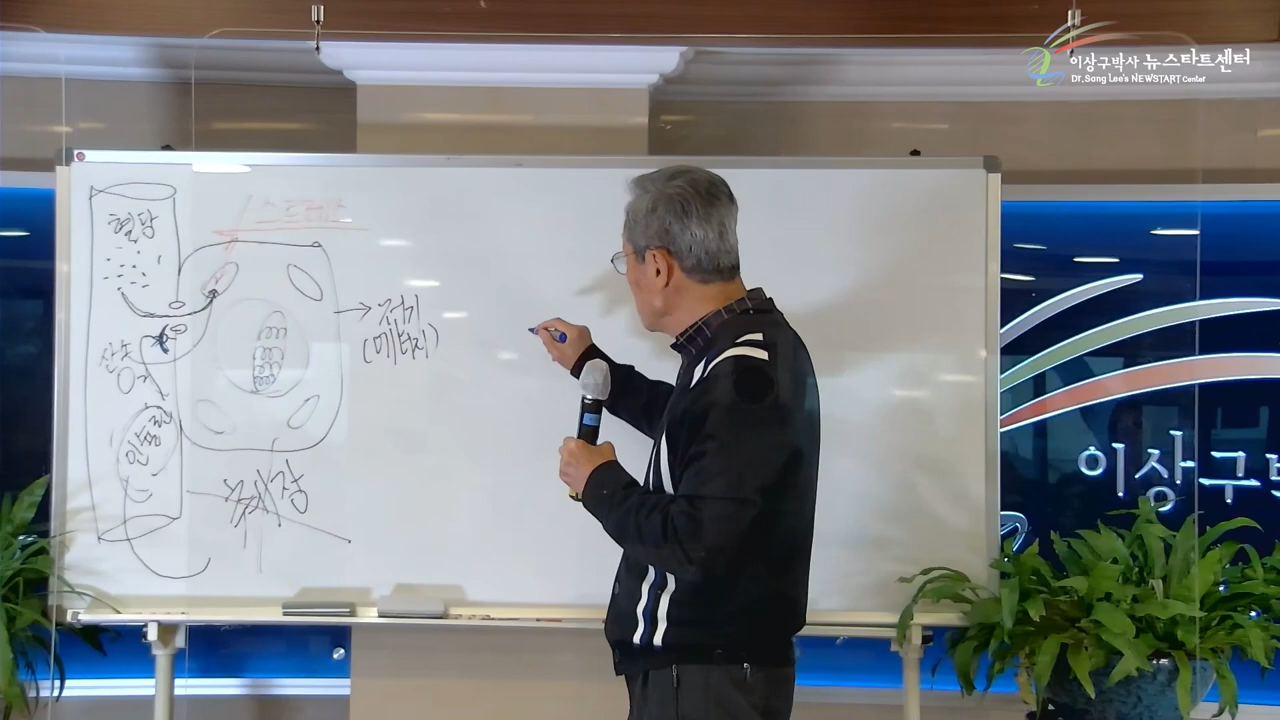 이상구박사 뉴스타트센터
Dr.Sang Lee's NEWSTART Center
혈당
스트레스
산소
인슐린
→ 전기
(에너지)
췌장
이상구박